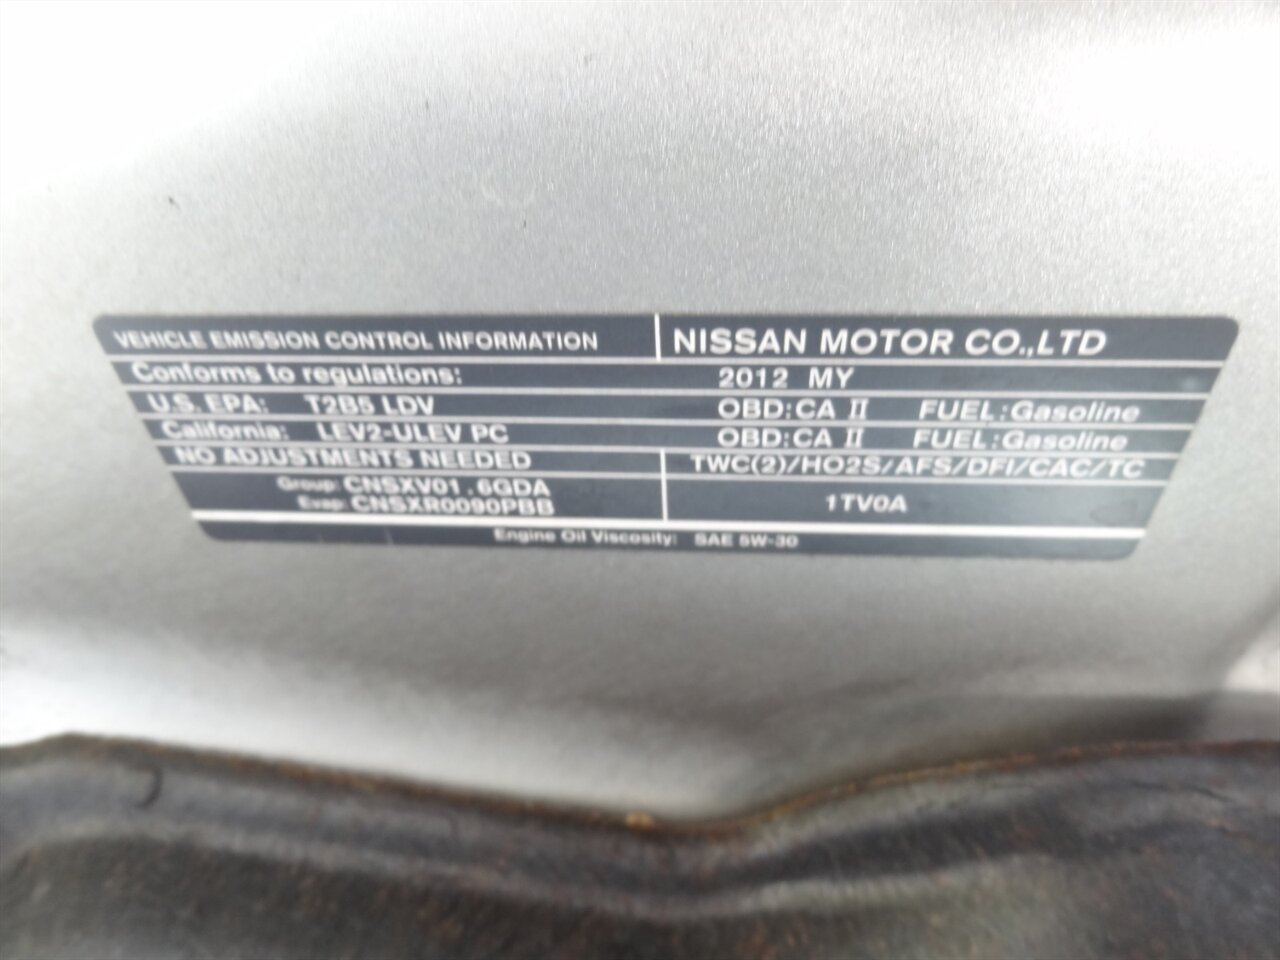 VEHICLE EMISSION CONTROL INFORMATION NISSAN MOTOR CO.,LTD
Conforms to regulations: 2012 MY
U.S. EPA: T2B5 LDV OBD:CA II FUEL:Gasoline
California: LEV2-ULEV PC OBD:CA II FUEL:Gasoline
NO ADJUSTMENTS NEEDED TWC(2)/HO2S/AFS/DFI/CAC/TC
Group: CNSXV01.6GDA
Evap: CNSXR0090PBB
1TV0A
Engine Oil Viscosity: SAE 5W-30